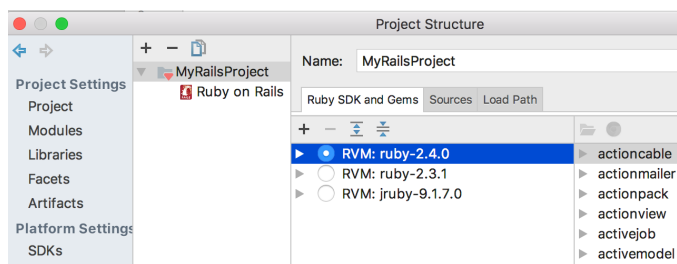 Project Structure
Project Settings
Project
Modules
Libraries
Facets
Artifacts
Platform Settings
SDKs
MyRailsProject
Ruby on Rails
Name: MyRailsProject
Ruby SDK and Gems Sources Load Path
RVM: ruby-2.4.0
RVM: ruby-2.3.1
RVM: jruby-9.1.7.0
actioncable
actionmailer
actionpack
actionview
activejob
activemodel